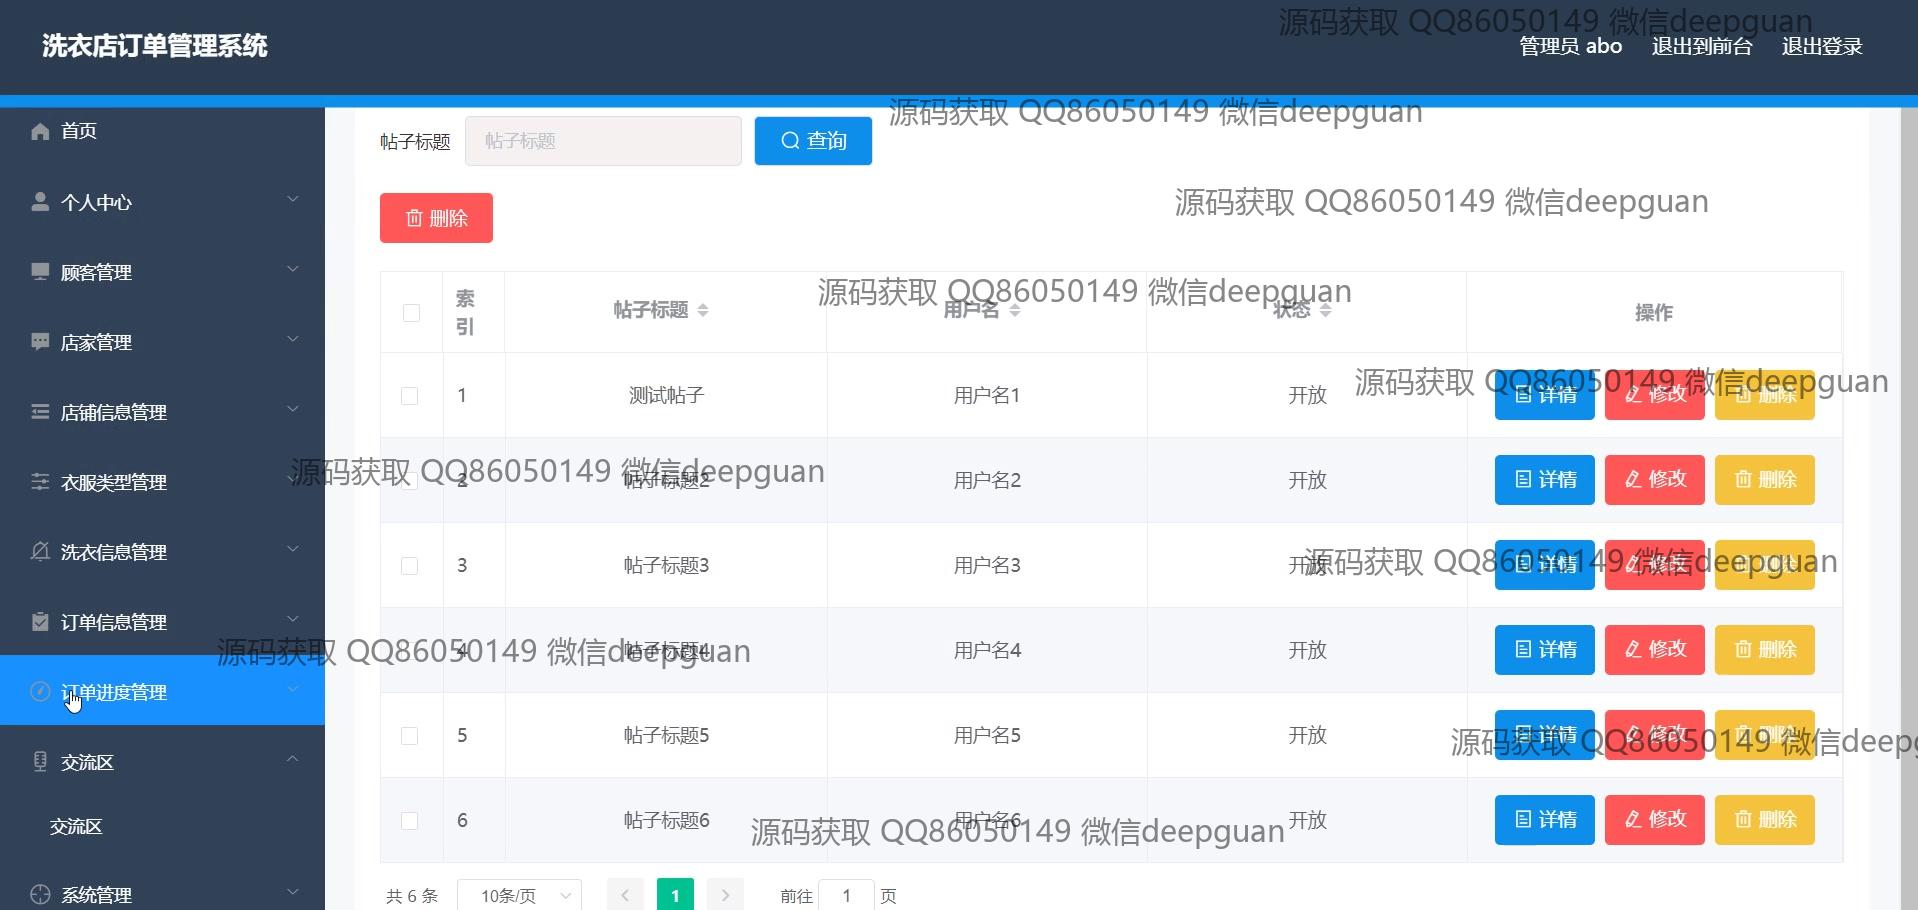 洗衣店订单管理系统
源码获取 QQ86050149 微信deepguan
管理员 abo 退出到前台 退出登录
源码获取 QQ86050149 微信deepguan
首页
帖子标题 帖子标题 查询
个人中心
源码获取 QQ86050149 微信deepguan
删除
顾客管理
源码获取 QQ86050149 微信deepguan
索引 帖子标题 用户名 状态 操作
店家管理
源码获取 QQ86050149 微信deepguan
1 测试帖子 用户名1 开放 详情 修改 删除
店铺信息管理
源码获取 QQ86050149 微信deepguan
2 帖子标题2 用户名2 开放 详情 修改 删除
衣服类型管理
洗衣信息管理
源码获取 QQ86050149 微信deepguan
3 帖子标题3 用户名3 开放 详情 修改 删除
订单信息管理
源码获取 QQ86050149 微信deepguan
4 帖子标题4 用户名4 开放 详情 修改 删除
订单进度管理
源码获取 QQ86050149 微信deepg
5 帖子标题5 用户名5 开放 详情 修改 删除
交流区
交流区
源码获取 QQ86050149 微信deepguan
6 帖子标题6 用户名6 开放 详情 修改 删除
系统管理
共 6 条 10条/页 1 前往 1 页